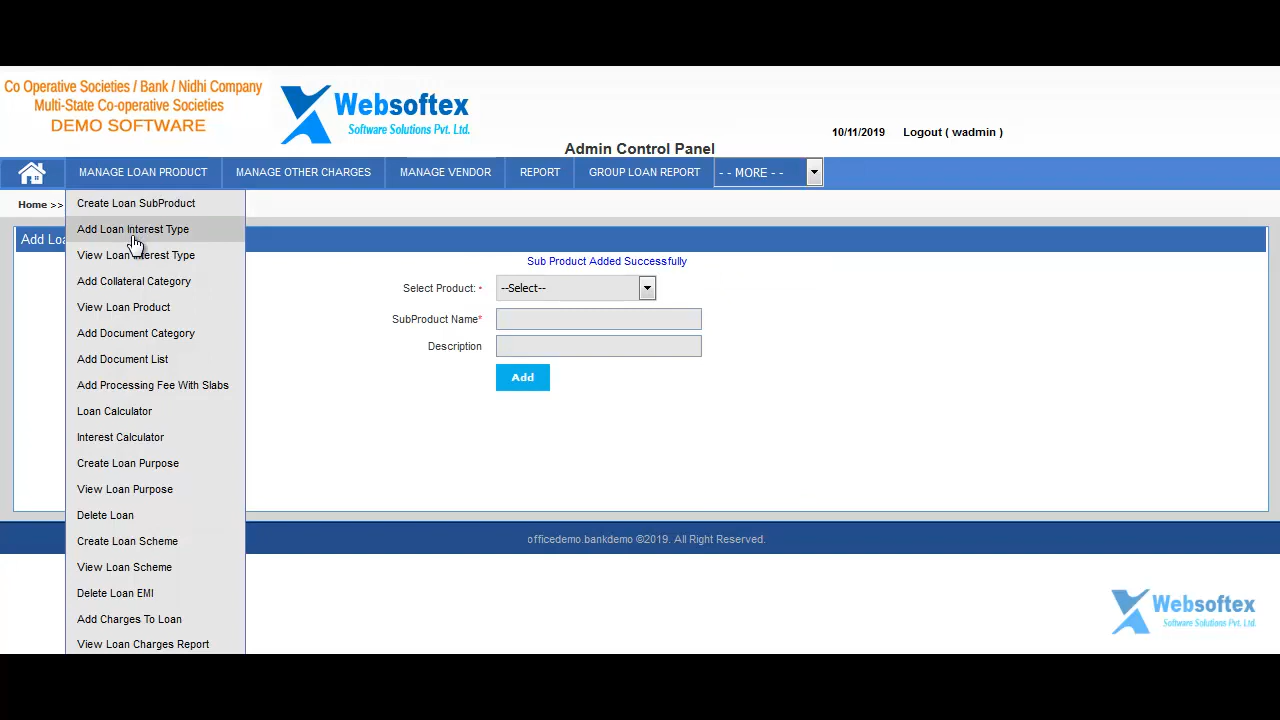 Co Operative Societies / Bank / Nidhi Company
Multi-State Co-operative Societies
DEMO SOFTWARE
Websoftex
Software Solutions Pvt. Ltd.
Admin Control Panel
10/11/2019 Logout ( wadmin )
MANAGE LOAN PRODUCT MANAGE OTHER CHARGES MANAGE VENDOR REPORT GROUP LOAN REPORT - - MORE - -
Home >>
Create Loan SubProduct
Add Loan Interest Type
View Loan Interest Type
Add Collateral Category
View Loan Product
Add Document Category
Add Document List
Add Processing Fee With Slabs
Loan Calculator
Interest Calculator
Create Loan Purpose
View Loan Purpose
Delete Loan
Create Loan Scheme
View Loan Scheme
Delete Loan EMI
Add Charges To Loan
View Loan Charges Report
Sub Product Added Successfully
Select Product: * --Select--
SubProduct Name*
Description
Add
officedemo.bankdemo ©2019. All Right Reserved.
Websoftex
Software Solutions Pvt. Ltd.